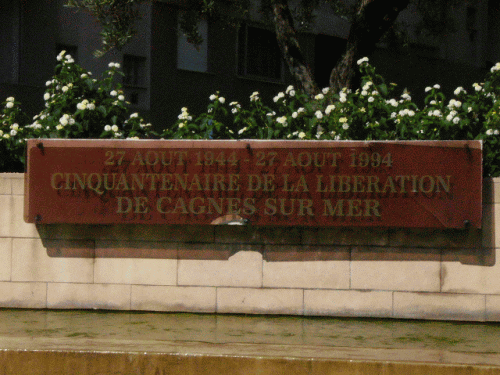 27 AOUT 1944 - 27 AOUT 1994
CINQUANTENAIRE DE LA LIBERATION
DE CAGNES SUR MER